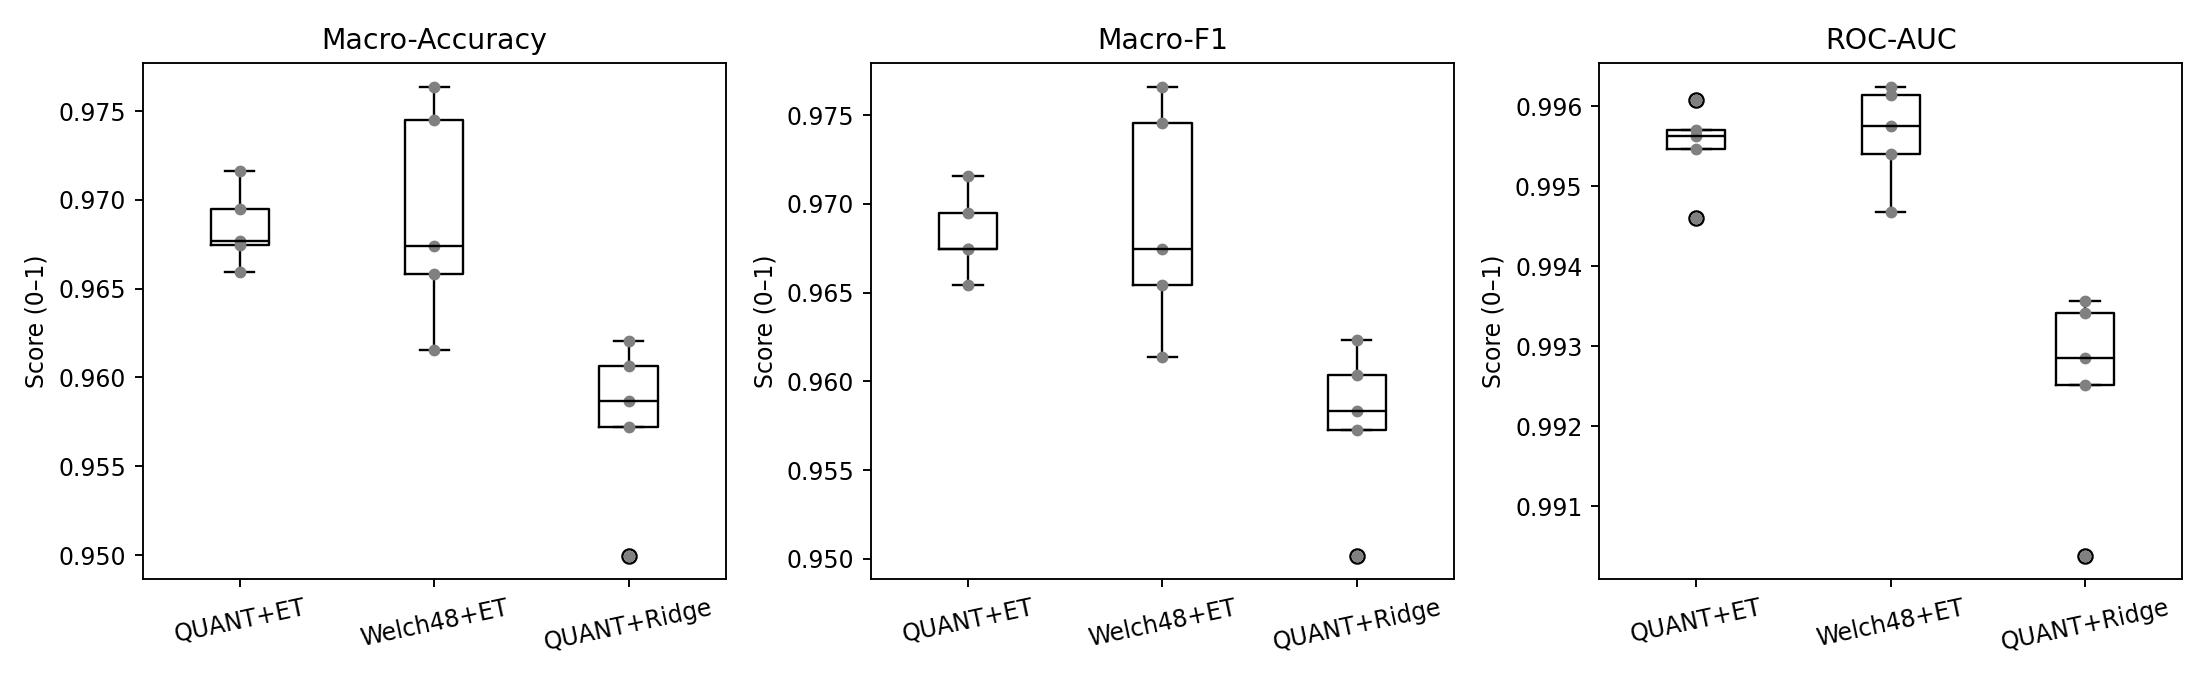 Macro-Accuracy
Score (0–1)
0.975
0.970
0.965
0.960
0.955
0.950
QUANT+ET
Welch48+ET
QUANT+Ridge
Macro-F1
Score (0–1)
0.975
0.970
0.965
0.960
0.955
0.950
QUANT+ET
Welch48+ET
QUANT+Ridge
ROC-AUC
Score (0–1)
0.996
0.995
0.994
0.993
0.992
0.991
QUANT+ET
Welch48+ET
QUANT+Ridge